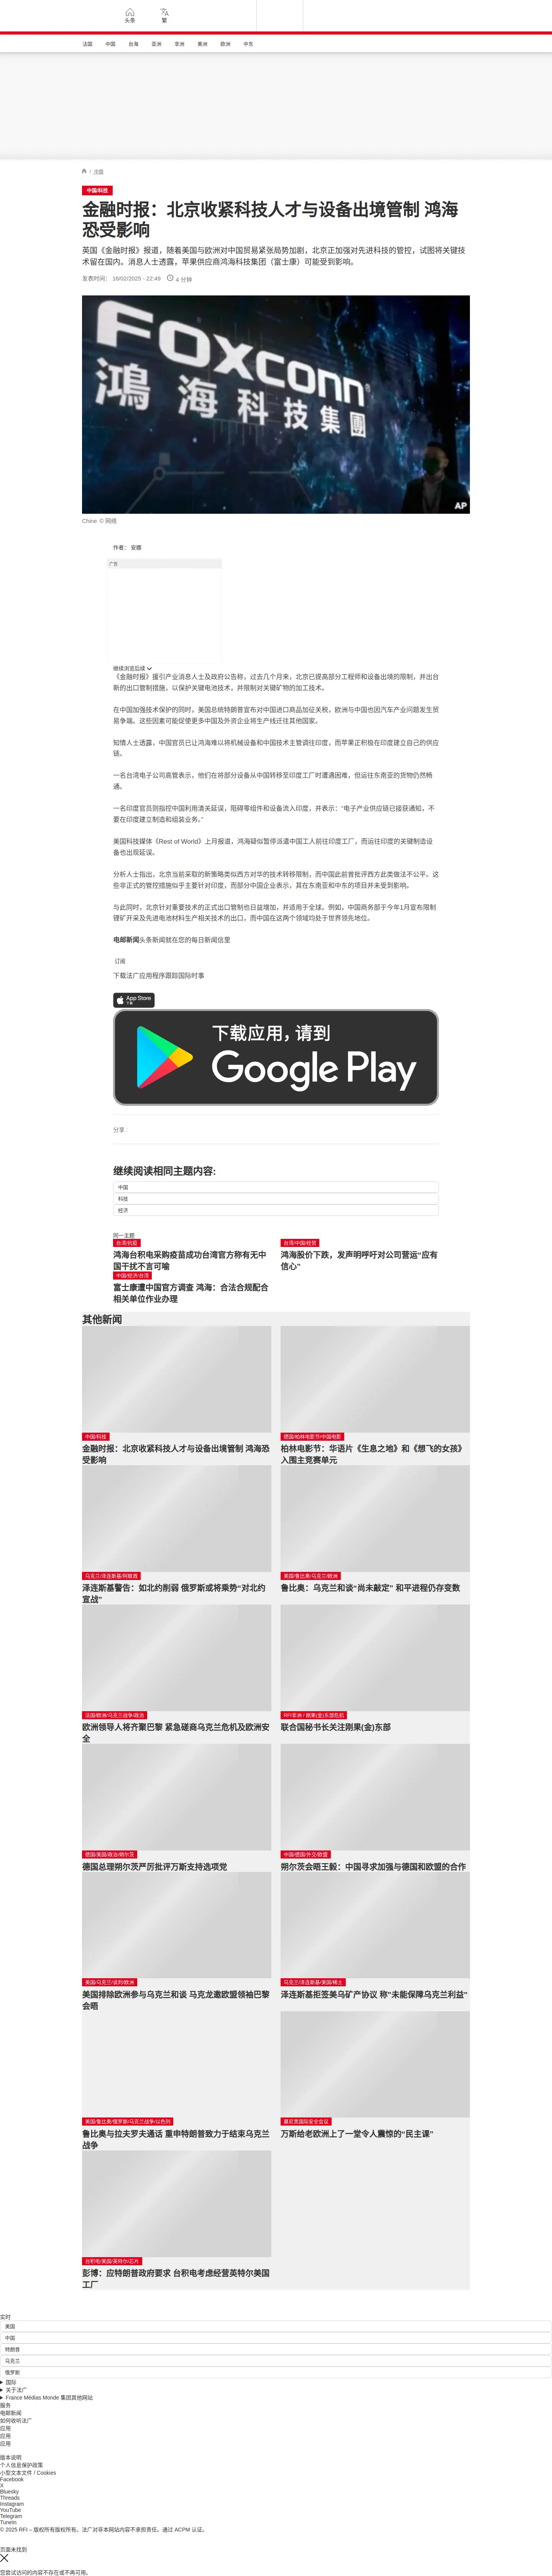 头条
繁
法国
中国
台海
亚洲
非洲
美洲
欧洲
中东
/ 中国
中国/科技
金融时报：北京收紧科技人才与设备出境管制 鸿海
恐受影响
英国《金融时报》报道，随着美国与欧洲对中国贸易紧张局势加剧，北京正加强对先进科技的管控，试图将关键技
术留在国内。消息人士透露，苹果供应商鸿海科技集团（富士康）可能受到影响。
发表时间： 16/02/2025 - 22:49
4 分钟
FOXCONN
鴻海科技集團
AP
Chine © 网络
作者： 安娜
广告
继续浏览后续
《金融时报》援引产业消息人士及政府公告称，过去几个月来，北京已提高部分工程师和设备出境的限制，并出台
新的出口管制措施，以保护关键电池技术，并限制对关键矿物的加工技术。
在中国加强技术保护的同时，美国总统特朗普宣布对中国进口商品加征关税，欧洲与中国也因汽车产业问题发生贸
易争端。这些因素可能促使更多中国及外资企业将生产线迁往其他国家。
知情人士透露，中国官员已让鸿海难以将机械设备和中国技术主管调往印度，而苹果正积极在印度建立自己的供应
链。
一名台湾电子公司高管表示，他们在将部分设备从中国转移至印度工厂时遭遇困难，但运往东南亚的货物仍然畅
通。
一名印度官员则指控中国利用清关延误，阻碍零组件和设备流入印度，并表示：“电子产业供应链已接获通知，不
要在印度建立制造和组装业务。”
美国科技媒体《Rest of World》上月报道，鸿海疑似暂停派遣中国工人前往印度工厂，而运往印度的关键制造设
备也出现延误。
分析人士指出，北京当前采取的新策略类似西方对华的技术转移限制，而中国此前曾批评西方此类做法不公平。这
些非正式的管控措施似乎主要针对印度，而部分中国企业表示，其在东南亚和中东的项目并未受到影响。
与此同时，北京针对重要技术的正式出口管制也日益增加，并适用于全球。例如，中国商务部于今年1月宣布限制
锂矿开采及先进电池材料生产相关技术的出口，而中国在这两个领域均处于世界领先地位。
电邮新闻头条新闻就在您的每日新闻信里
订阅
下载法广应用程序跟踪国际时事
App Store
下载
下载应用，请到
Google Play
分享 :
继续阅读相同主题内容:
中国
科技
经济
同一主题
台湾/抗疫
鸿海台积电采购疫苗成功台湾官方称有无中
国干扰不言可喻
台湾/中国/经贸
鸿海股价下跌，发声明呼吁对公司营运“应有
信心”
中国/经济/台湾
富士康遭中国官方调查 鸿海：合法合规配合
相关单位作业办理
其他新闻
中国/科技
金融时报：北京收紧科技人才与设备出境管制 鸿海恐
受影响
德国/柏林电影节/中国电影
柏林电影节：华语片《生息之地》和《想飞的女孩》
入围主竞赛单元
乌克兰/泽连斯基/阿联酋
泽连斯基警告：如北约削弱 俄罗斯或将乘势“对北约
宣战”
美国/鲁比奥/乌克兰/欧洲
鲁比奥：乌克兰和谈“尚未敲定” 和平进程仍存变数
法国/欧洲/乌克兰战争/政治
欧洲领导人将齐聚巴黎 紧急磋商乌克兰危机及欧洲安
全
RFI非洲 / 刚果(金)东部危机
联合国秘书长关注刚果(金)东部
德国/美国/政治/朔尔茨
德国总理朔尔茨严厉批评万斯支持选项党
中国/德国/外交/欧盟
朔尔茨会晤王毅：中国寻求加强与德国和欧盟的合作
美国/乌克兰/谈判/欧洲
美国排除欧洲参与乌克兰和谈 马克龙邀欧盟领袖巴黎
会晤
乌克兰/泽连斯基/美国/稀土
泽连斯基拒签美乌矿产协议 称"未能保障乌克兰利益"
美国/鲁比奥/俄罗斯/乌克兰战争/以色列
鲁比奥与拉夫罗夫通话 重申特朗普致力于结束乌克兰
战争
慕尼黑国际安全会议
万斯给老欧洲上了一堂令人震惊的“民主课”
台积电/美国/英特尔/芯片
彭博：应特朗普政府要求 台积电考虑经营英特尔美国
工厂
实时
美国
中国
特朗普
乌克兰
俄罗斯
国际
关于法广
France Médias Monde 集团其他网站
服务
电邮新闻
如何收听法广
应用
应用
应用
版本说明
个人信息保护政策
小型文本文件 / Cookies
Facebook
X
Bluesky
Threads
Instagram
YouTube
Telegram
TuneIn
© 2025 RFI – 版权所有版权所有。法广对非本网站内容不承担责任。通过 ACPM 认证。
页面未找到
您尝试访问的内容不存在或不再可用。